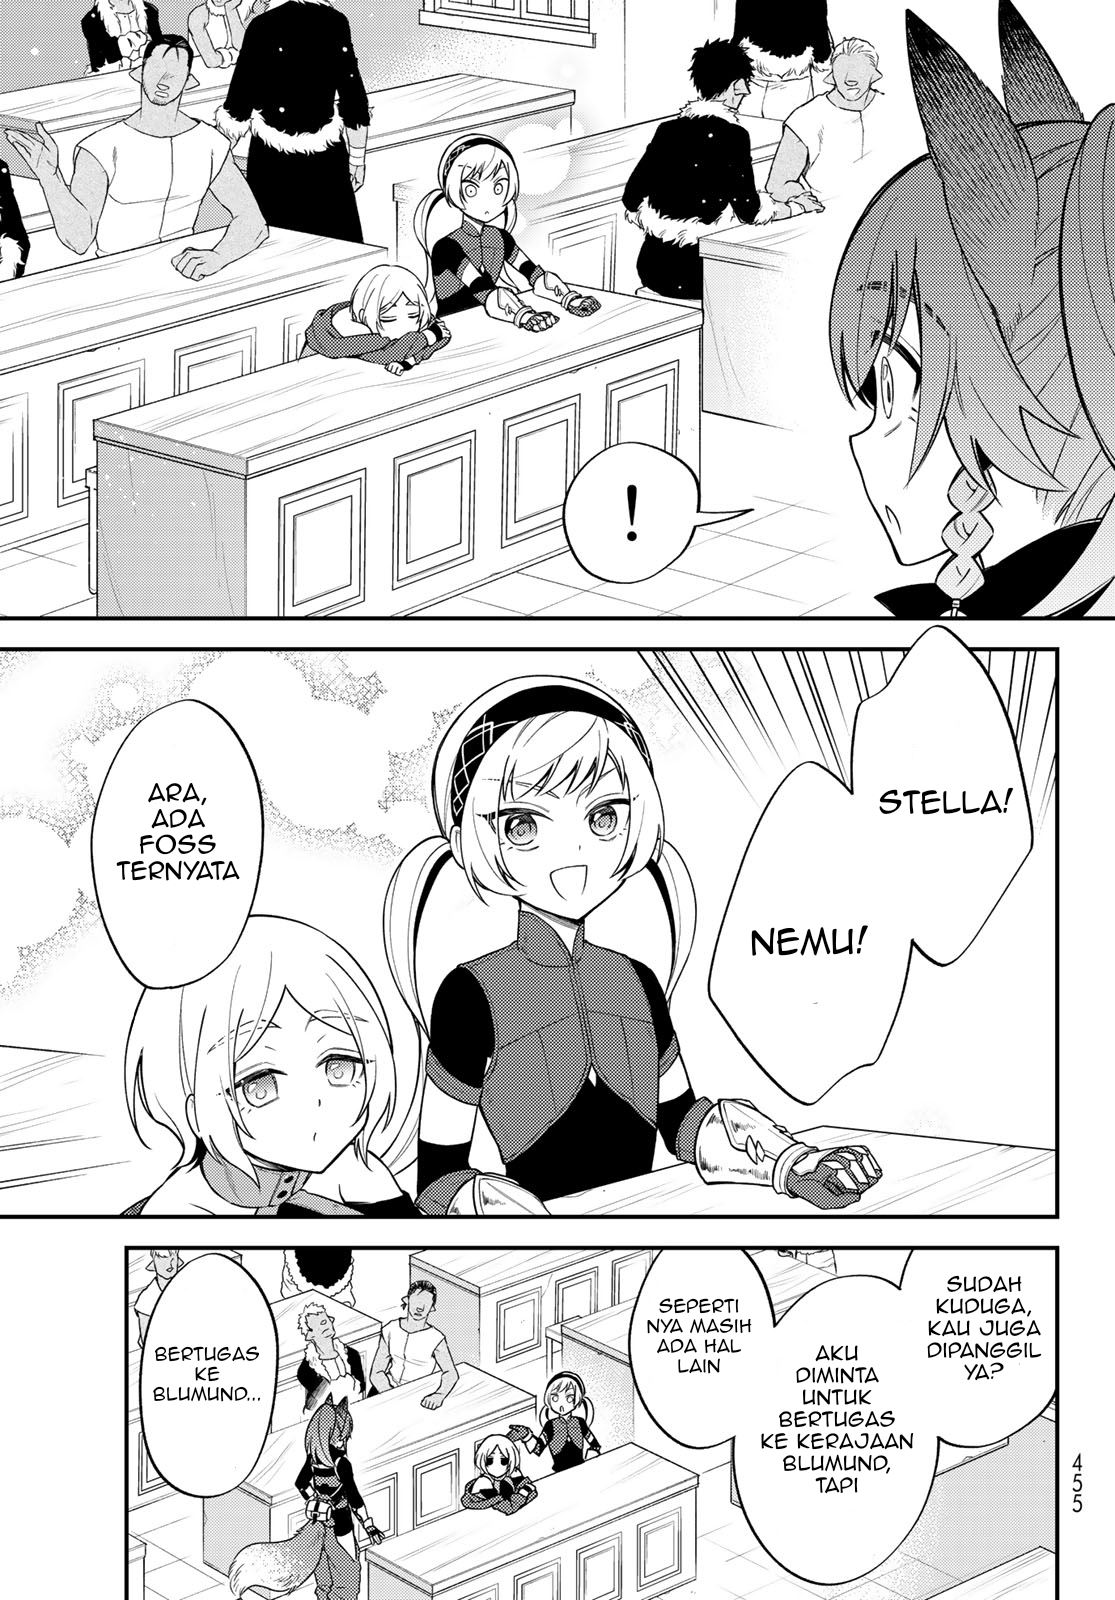 !
STELLA!
NEMU!
ARA,
ADA
FOSS
TERNYATA
SUDAH
KUDUGA,
KAU JUGA
DIPANGGIL
YA?
AKU
DIMINTA
UNTUK
BERTUGAS
KE KERAJAAN
BLUMUND,
TAPI
SEPERTI
NYA MASIH
ADA HAL
LAIN
BERTUGAS
KE
BLUMUND...
455